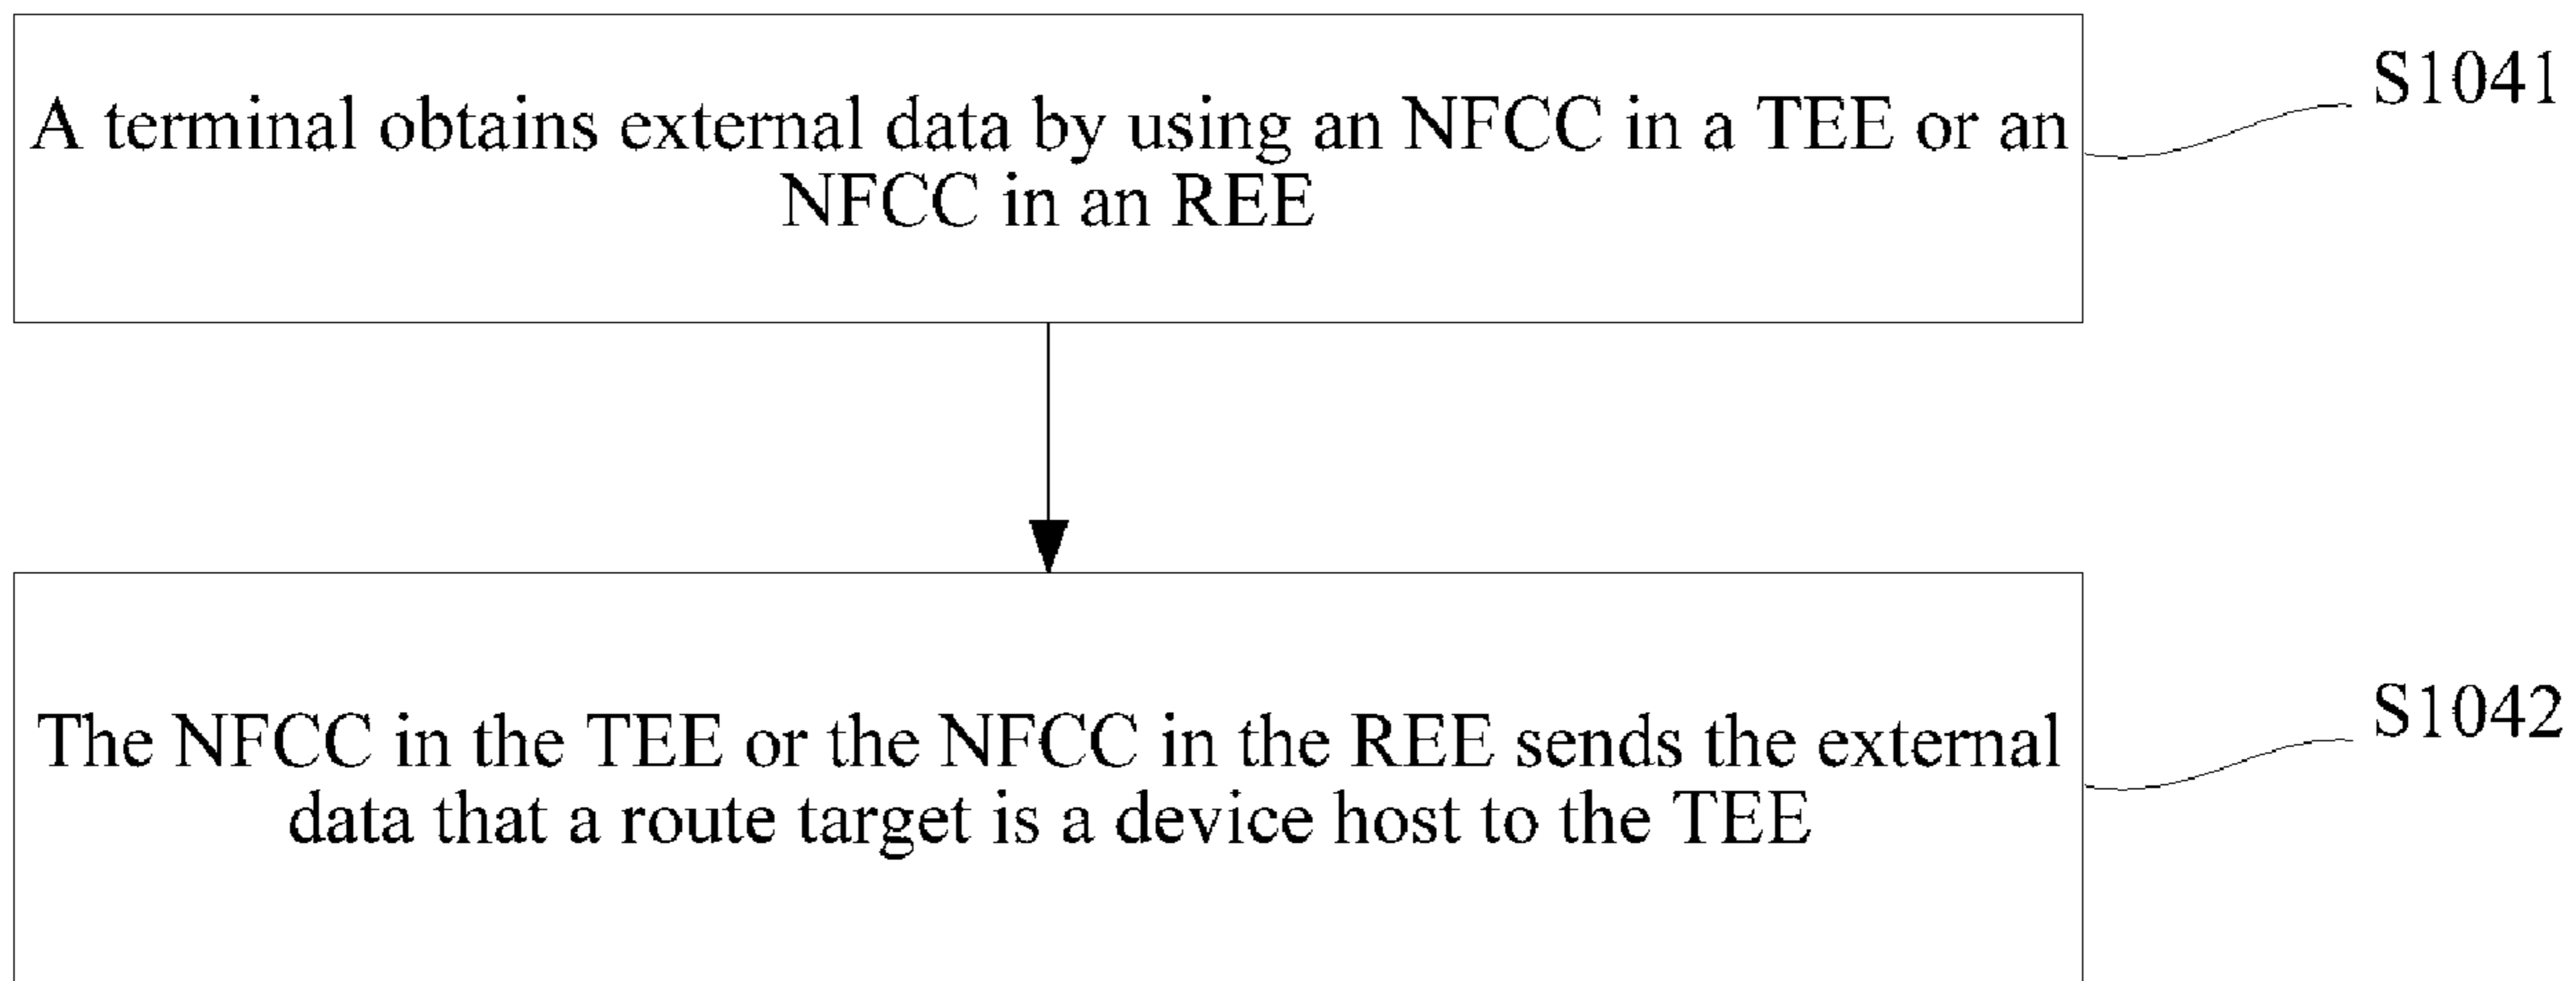 A terminal obtains external data by using an NFCC in a TEE or an
NFCC in an REE
S1041
The NFCC in the TEE or the NFCC in the REE sends the external
data that a route target is a device host to the TEE
S1042